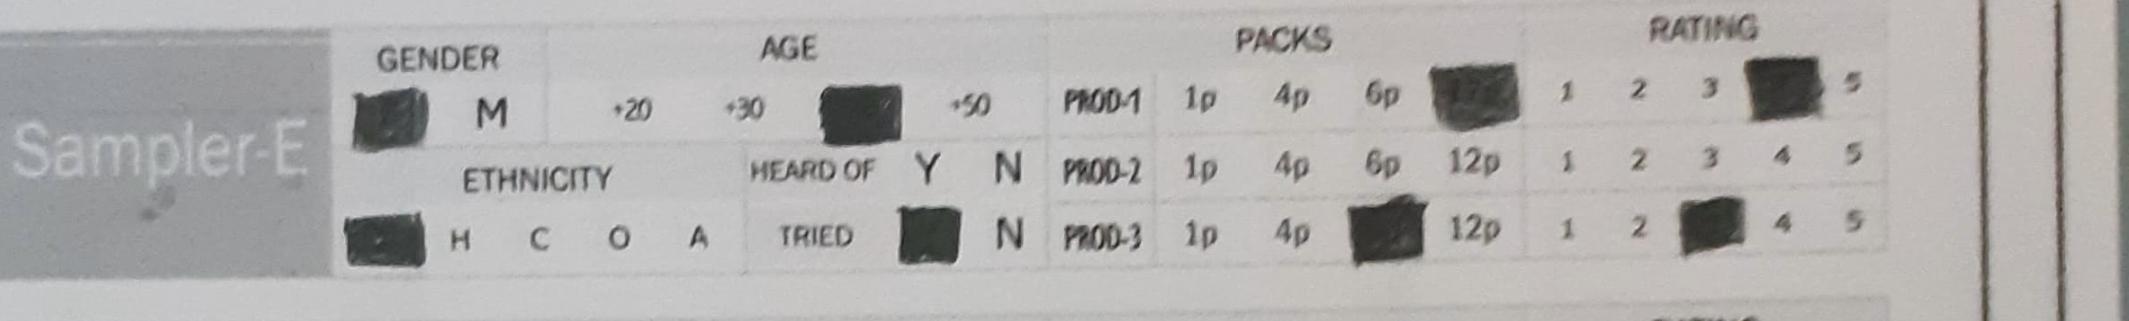 GENDER AGE PACKS RATING
M +20 +30 +50 PROD-1 1p 4p 6p 1 2 3 5
Sampler-E
ETHNICITY HEARD OF Y N PROD-2 1p 4p 6p 12p 1 2 3 4 5
H C O A TRIED N PROD-3 1p 4p 12p 1 2 4 5